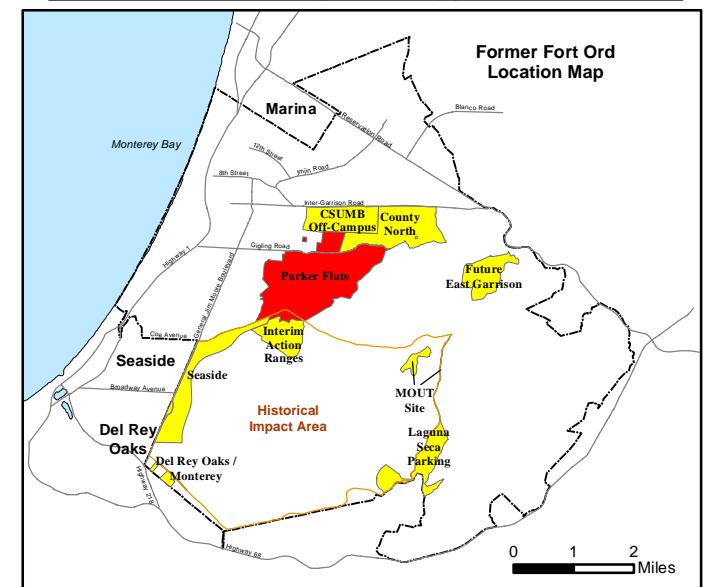 Former Fort Ord
Location Map
Marina
Blanco Road
Reservation Road
Monterey Bay
12th Street
Imjin Road
8th Street
Inter-Garrison Road
CSUMB
Off-Campus
County
North
Gigling Road
Highway 1
Parker Flats
Future
East Garrison
General Jim Moore Boulevard
Coe Avenue
Interim
Action
Ranges
Seaside
Seaside
MOUT
Site
Broadway Avenue
Historical
Impact Area
Del Rey
Oaks
Laguna
Seca
Parking
Del Rey Oaks /
Monterey
Highway 218
Highway 68
0 1 2
Miles